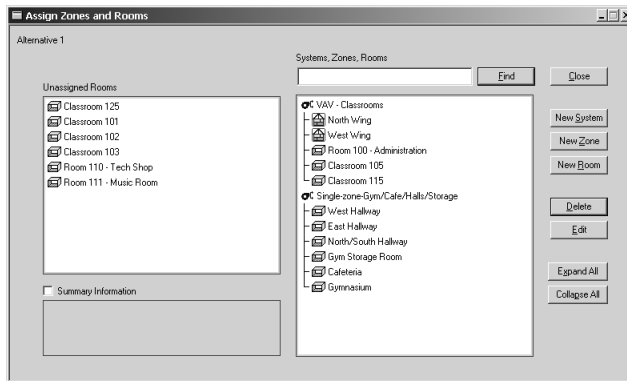 Assign Zones and Rooms
Alternative 1
Systems, Zones, Rooms
Find
Close
Unassigned Rooms
Classroom 125
Classroom 101
Classroom 102
Classroom 103
Room 110 - Tech Shop
Room 111 - Music Room
VAV - Classrooms
North Wing
West Wing
Room 100 - Administration
Classroom 105
Classroom 115
Single-zone-Gym/Cafe/Halls/Storage
West Hallway
East Hallway
North/South Hallway
Gym Storage Room
Cafeteria
Gymnasium
New System
New Zone
New Room
Delete
Edit
Expand All
Collapse All
Summary Information